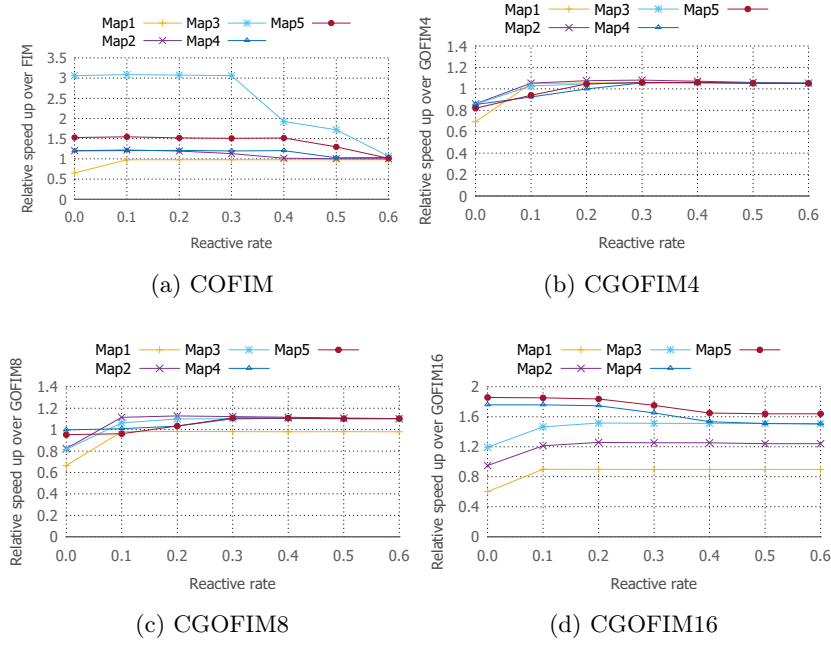 Map1 Map3 Map5
Map2 Map4
Relative speed up over FIM
3.5
3
2.5
2
1.5
1
0.5
0
0.0 0.1 0.2 0.3 0.4 0.5 0.6
Reactive rate
(a) COFIM
Map1 Map3 Map5
Map2 Map4
Relative speed up over GOFIM4
1.4
1.2
1
0.8
0.6
0.4
0.2
0
0.0 0.1 0.2 0.3 0.4 0.5 0.6
Reactive rate
(b) CGOFIM4
Map1 Map3 Map5
Map2 Map4
Relative speed up over GOFIM8
1.4
1.2
1
0.8
0.6
0.4
0.2
0
0.0 0.1 0.2 0.3 0.4 0.5 0.6
Reactive rate
(c) CGOFIM8
Map1 Map3 Map5
Map2 Map4
Relative speed up over GOFIM16
2
1.6
1.2
0.8
0.4
0
0.0 0.1 0.2 0.3 0.4 0.5 0.6
Reactive rate
(d) CGOFIM16